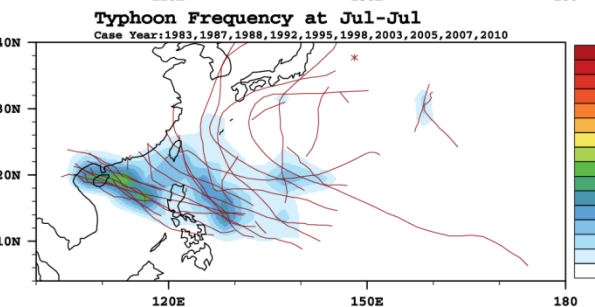 Typhoon Frequency at Jul-Jul
Case Year:1983,1987,1988,1992,1995,1998,2003,2005,2007,2010
40N
30N
20N
10N
120E
150E
180